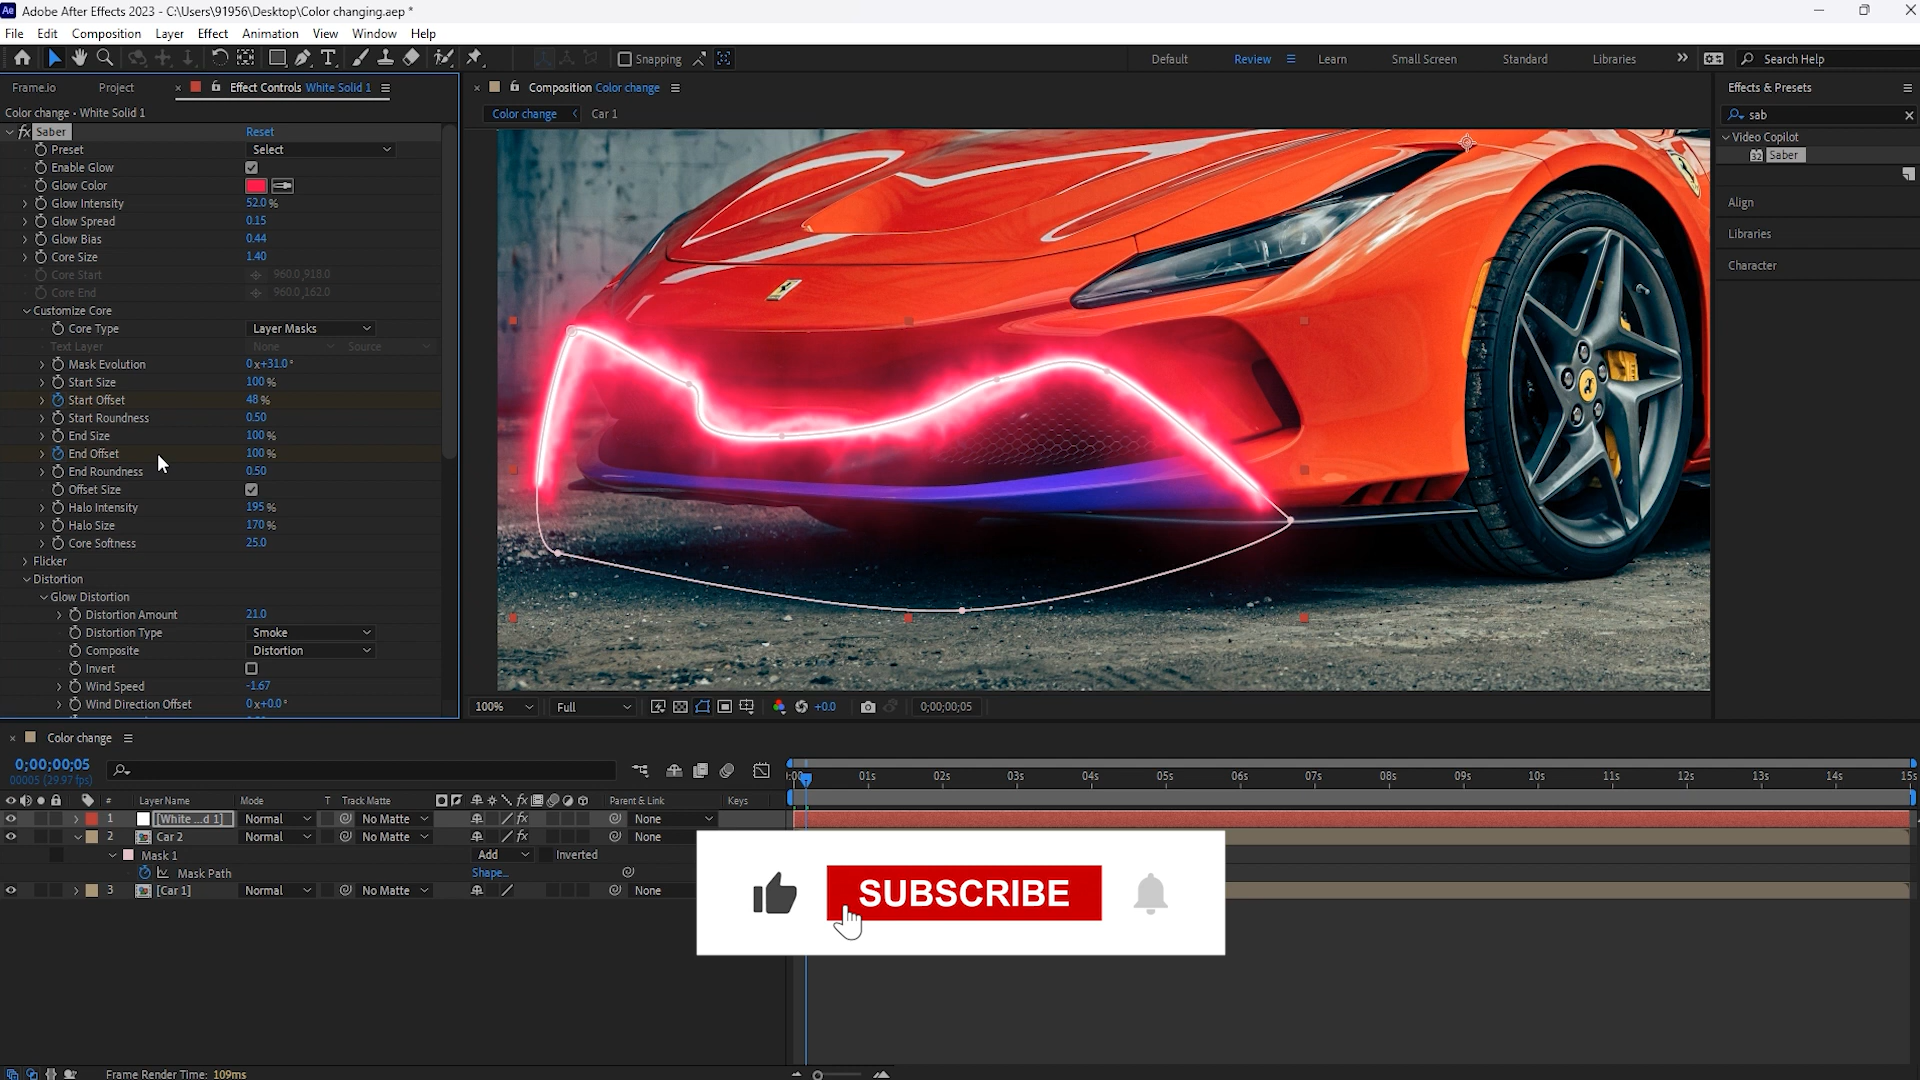 Ae Adobe After Effects 2023 - C:\Users\91956\Desktop\Color changing.aep *
File Edit Composition Layer Effect Animation View Window Help
Snapping Default Review Learn Small Screen Standard Libraries Search Help
Frame.io Project Effect Controls White Solid 1
Composition Color change
Effects & Presets
Color change • White Solid 1
Color change Car 1
sab
fx Saber Reset
Video Copilot
Preset Select
32 Saber
Enable Glow
Glow Color
Glow Intensity 52.0 %
Align
Glow Spread 0.15
Libraries
Glow Bias 0.44
Core Size 1.40
Character
Core Start 960.0,918.0
Core End 960.0,162.0
Customize Core
Core Type Layer Masks
Text Layer None Source
Mask Evolution 0x+31.0°
Start Size 100 %
Start Offset 48 %
Start Roundness 0.50
End Size 100 %
End Offset 100 %
End Roundness 0.50
Offset Size
Halo Intensity 195 %
Halo Size 170 %
Core Softness 25.0
Flicker
Distortion
Glow Distortion
Distortion Amount 21.0
Distortion Type Smoke
Composite Distortion
Invert
Wind Speed -1.67
Wind Direction Offset 0x+0.0°
100% Full +0.0 0;00;00;05
Color change
0;00;00;05
00005 (29.97 fps)
:00s 01s 02s 03s 04s 05s 06s 07s 08s 09s 10s 11s 12s 13s 14s 15s
# Layer Name Mode T Track Matte fx Parent & Link Keys
1 [White ...d 1] Normal No Matte fx None
2 Car 2 Normal No Matte fx None
Mask 1 Add Inverted
Mask Path Shape...
3 [Car 1] Normal No Matte None
SUBSCRIBE
Frame Render Time: 109ms